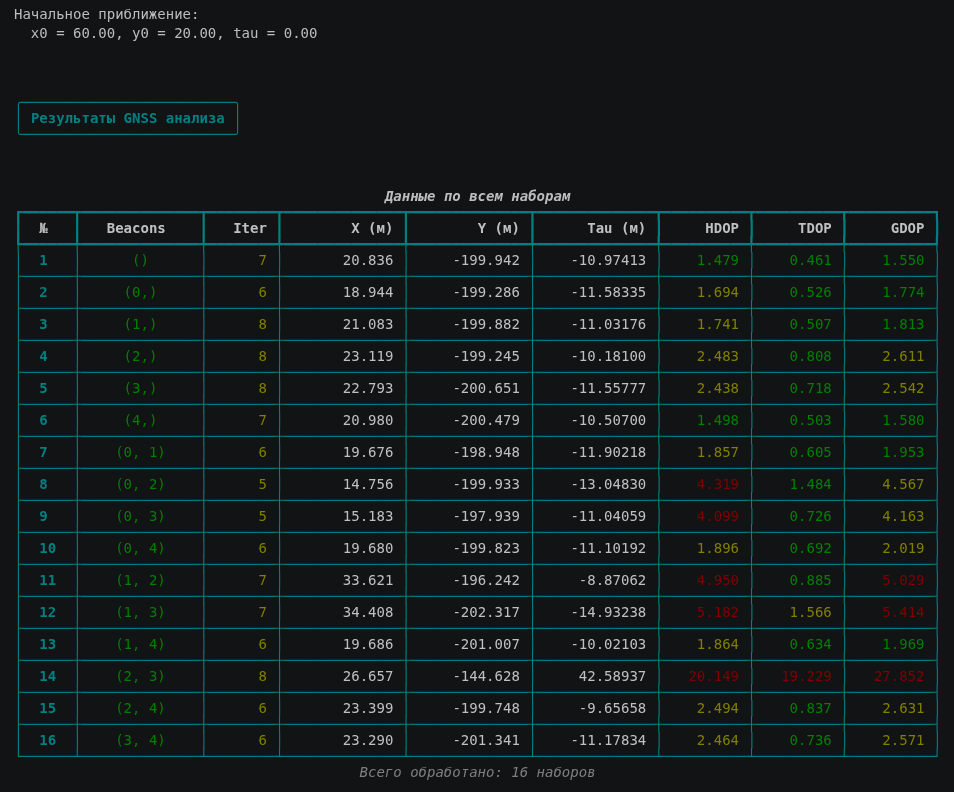 Начальное приближение:
x0 = 60.00, y0 = 20.00, tau = 0.00
Результаты GNSS анализа
Данные по всем наборам
№ Beacons Iter X (м) Y (м) Tau (м) HDOP TDOP GDOP
1 () 7 20.836 -199.942 -10.97413 1.479 0.461 1.550
2 (0,) 6 18.944 -199.286 -11.58335 1.694 0.526 1.774
3 (1,) 8 21.083 -199.882 -11.03176 1.741 0.507 1.813
4 (2,) 8 23.119 -199.245 -10.18100 2.483 0.808 2.611
5 (3,) 8 22.793 -200.651 -11.55777 2.438 0.718 2.542
6 (4,) 7 20.980 -200.479 -10.50700 1.498 0.503 1.580
7 (0, 1) 6 19.676 -198.948 -11.90218 1.857 0.605 1.953
8 (0, 2) 5 14.756 -199.933 -13.04830 4.319 1.484 4.567
9 (0, 3) 5 15.183 -197.939 -11.04059 4.099 0.726 4.163
10 (0, 4) 6 19.680 -199.823 -11.10192 1.896 0.692 2.019
11 (1, 2) 7 33.621 -196.242 -8.87062 4.950 0.885 5.029
12 (1, 3) 7 34.408 -202.317 -14.93238 5.182 1.566 5.414
13 (1, 4) 6 19.686 -201.007 -10.02103 1.864 0.634 1.969
14 (2, 3) 8 26.657 -144.628 42.58937 20.149 19.229 27.852
15 (2, 4) 6 23.399 -199.748 -9.65658 2.494 0.837 2.631
16 (3, 4) 6 23.290 -201.341 -11.17834 2.464 0.736 2.571
Всего обработано: 16 наборов